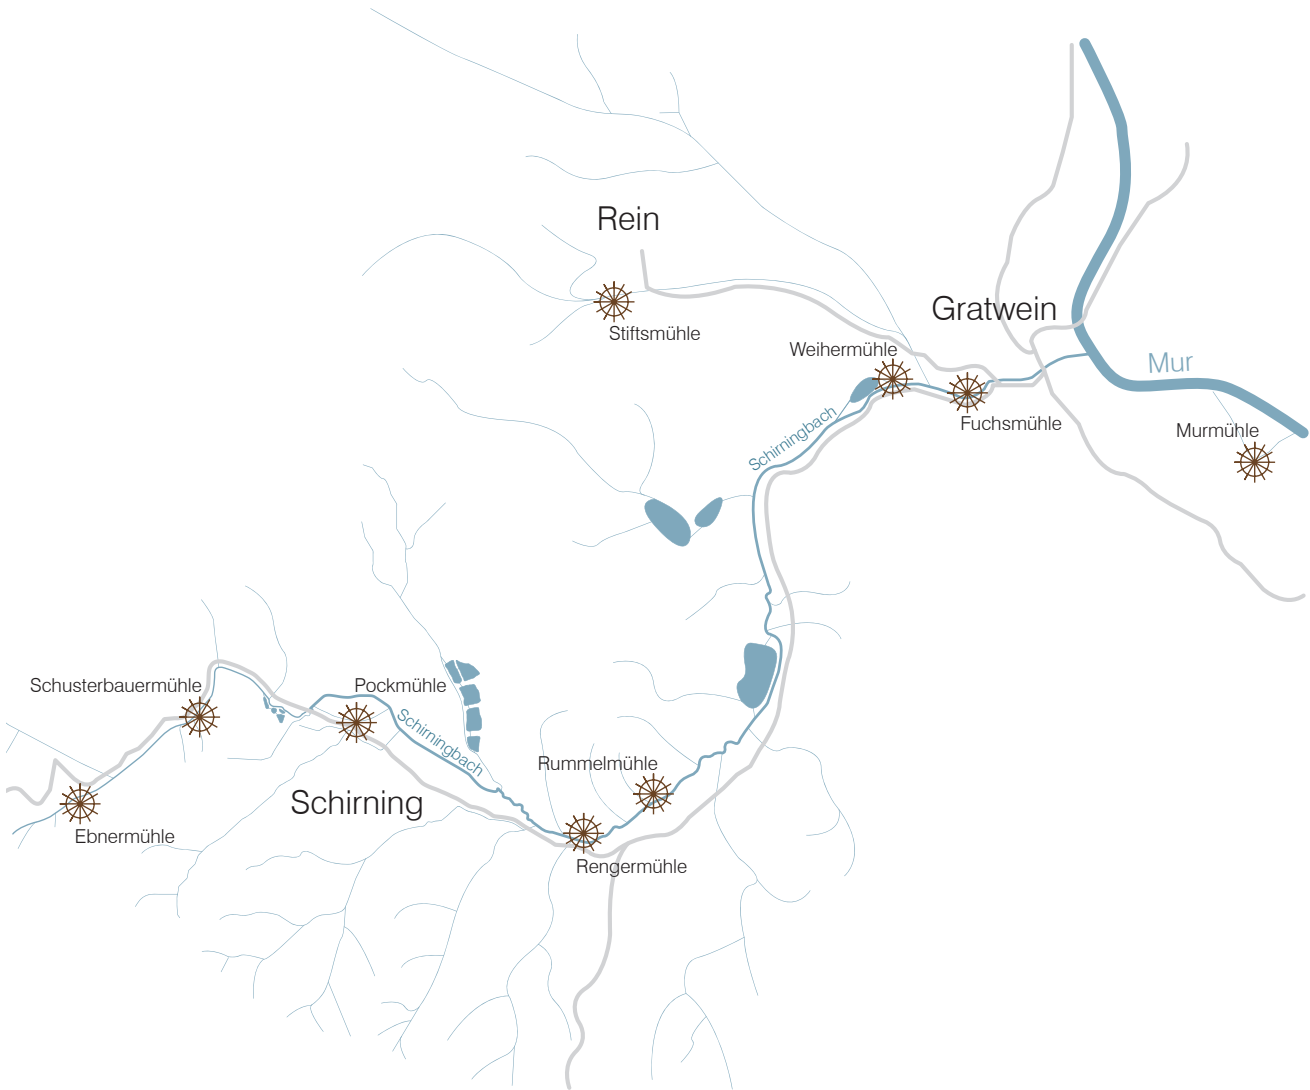 Rein
Stiftsmühle
Gratwein
Weihermühle
Mur
Fuchsmühle
Murmühle
Schirningbach
Schusterbauermühle
Pockmühle
Schirningbach
Rummelmühle
Schirning
Ebnermühle
Rengermühle